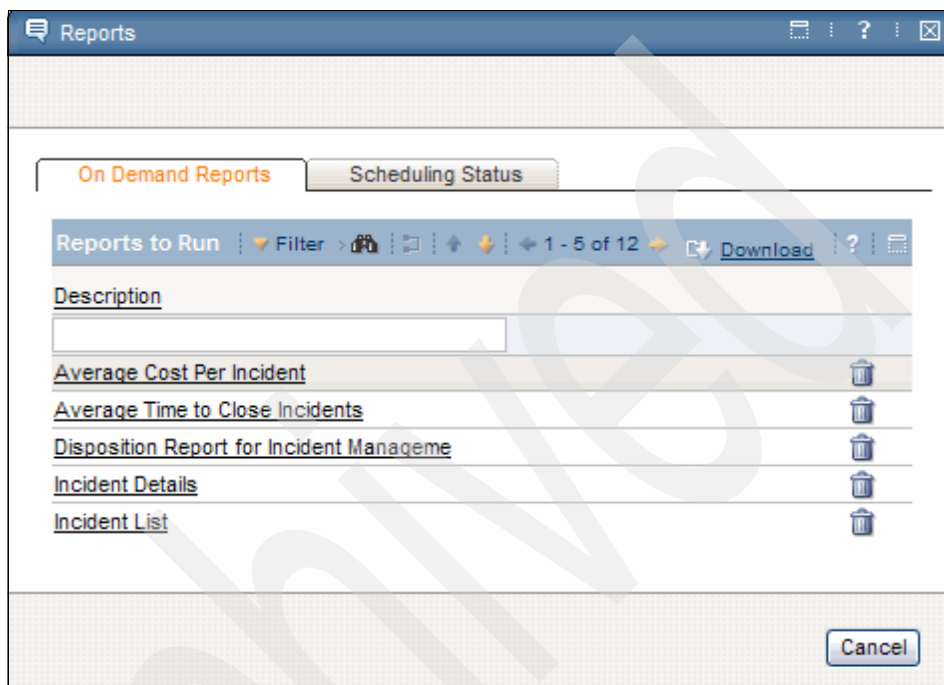 Reports ?
On Demand Reports Scheduling Status
Reports to Run Filter 1 - 5 of 12 Download ?
Description
Average Cost Per Incident
Average Time to Close Incidents
Disposition Report for Incident Manageme
Incident Details
Incident List
Cancel
hived